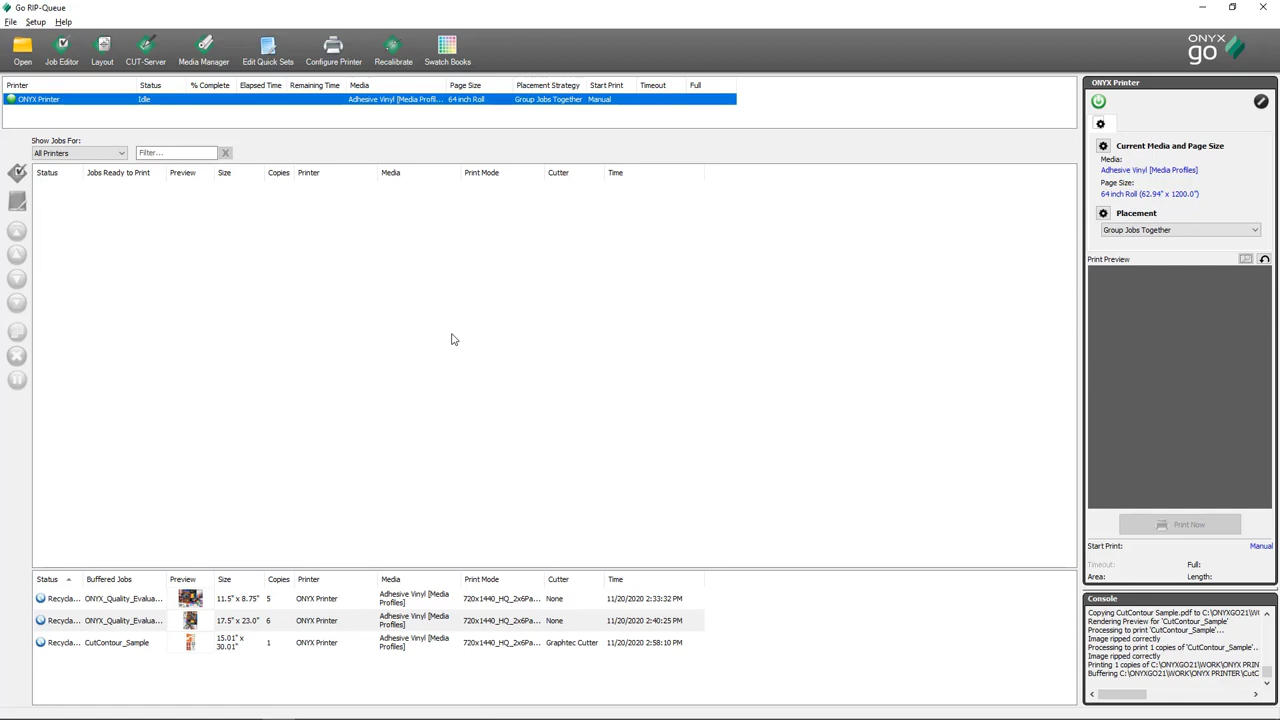 Go RIP-Queue
File Setup Help
Open Job Editor Layout CUT-Server Media Manager Edit Quick Sets Configure Printer Recalibrate Swatch Books
ONYX
go
Printer Status % Complete Elapsed Time Remaining Time Media Page Size Placement Strategy Start Print Timeout Full
ONYX Printer Idle Adhesive Vinyl [Media Profil... 64 inch Roll Group Jobs Together Manual
Show Jobs For:
All Printers Filter... X
Status Jobs Ready to Print Preview Size Copies Printer Media Print Mode Cutter Time
Status Buffered Jobs Preview Size Copies Printer Media Print Mode Cutter Time
Recycla... ONYX_Quality_Evalua... 11.5" x 8.75" 5 ONYX Printer Adhesive Vinyl [Media Profiles] 720x1440_HQ_2x6Pa... None 11/20/2020 2:33:32 PM
Recycla... ONYX_Quality_Evalua... 17.5" x 23.0" 6 ONYX Printer Adhesive Vinyl [Media Profiles] 720x1440_HQ_2x6Pa... None 11/20/2020 2:40:25 PM
Recycla... CutContour_Sample 15.01" x 30.01" 1 ONYX Printer Adhesive Vinyl [Media Profiles] 720x1440_HQ_2x6Pa... Graphtec Cutter 11/20/2020 2:58:10 PM
ONYX Printer
Current Media and Page Size
Media:
Adhesive Vinyl [Media Profiles]
Page Size:
64 inch Roll (62.94" x 1200.0")
Placement
Group Jobs Together
Print Preview
Print Now
Start Print: Manual
Timeout: Full:
Area: Length:
Console
Copying CutContour Sample.pdf to C:\ONYXGO21\W
Rendering Preview for 'CutContour_Sample'
Processing to print 'CutContour_Sample'...
Image ripped correctly
Processing to print 1 copies of 'CutContour_Sample'..
Image ripped correctly
Printing 1 copies of C:\ONYXGO21\WORK\ONYX PRIN
Buffering C:\ONYXGO21\WORK\ONYX PRINTER\CutC